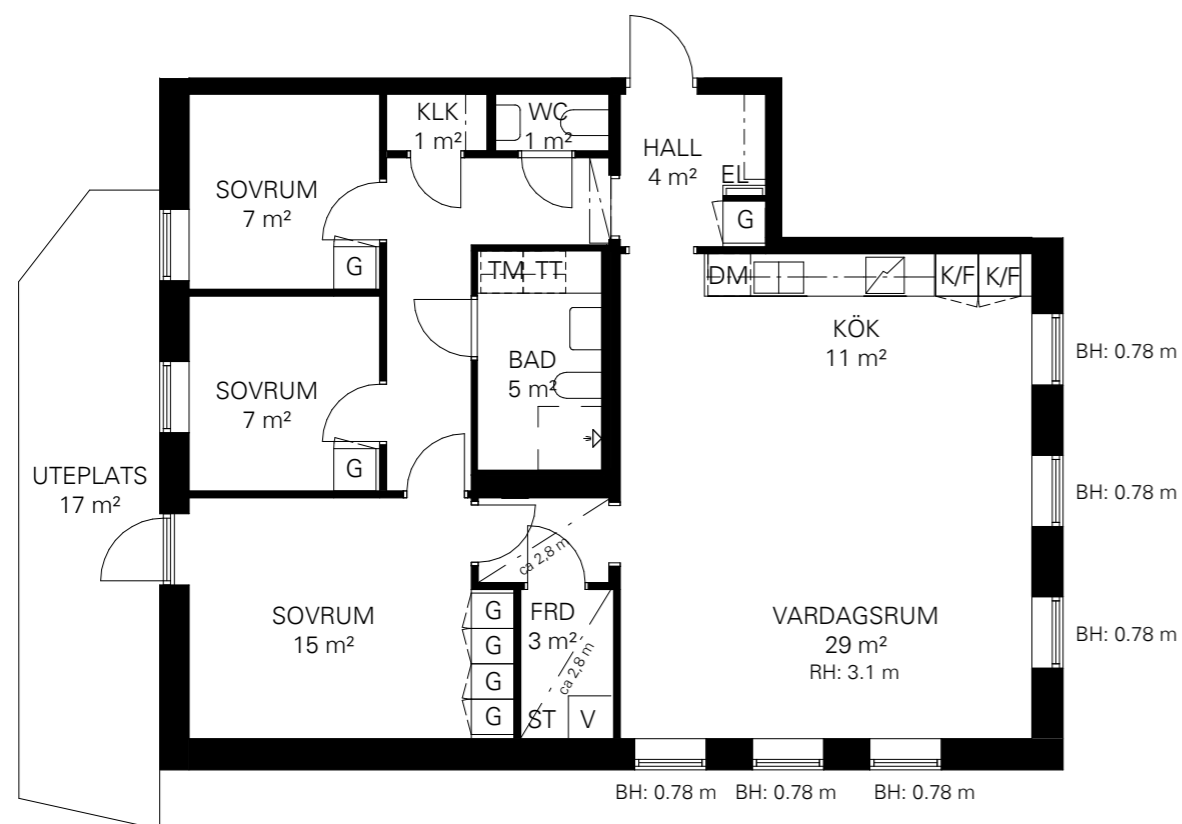 KLK
1 m²
WC
1 m²
HALL
4 m²
EL
G
SOVRUM
7 m²
G
TM TT
DM
K/F K/F
KÖK
11 m²
BH: 0.78 m
BAD
5 m²
SOVRUM
7 m²
G
UTEPLATS
17 m²
BH: 0.78 m
ca 2,8 m
SOVRUM
15 m²
G
G
G
G
FRD
3 m²
ca 2,8 m
ST V
VARDAGSRUM
29 m²
RH: 3.1 m
BH: 0.78 m
BH: 0.78 m BH: 0.78 m BH: 0.78 m